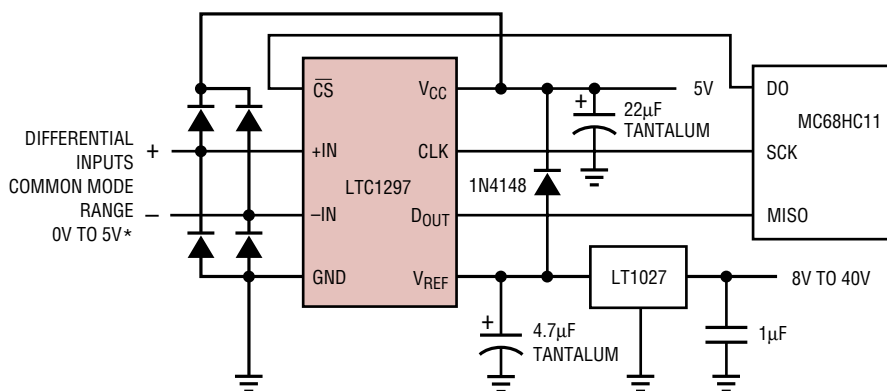 DIFFERENTIAL
INPUTS
COMMON MODE
RANGE
0V TO 5V*
+
–
C̅S̅
+IN
–IN
GND
LTC1297
VCC
CLK
DOUT
VREF
1N4148
+
22µF
TANTALUM
5V
DO
MC68HC11
SCK
MISO
LT1027
8V TO 40V
+
4.7µF
TANTALUM
1µF